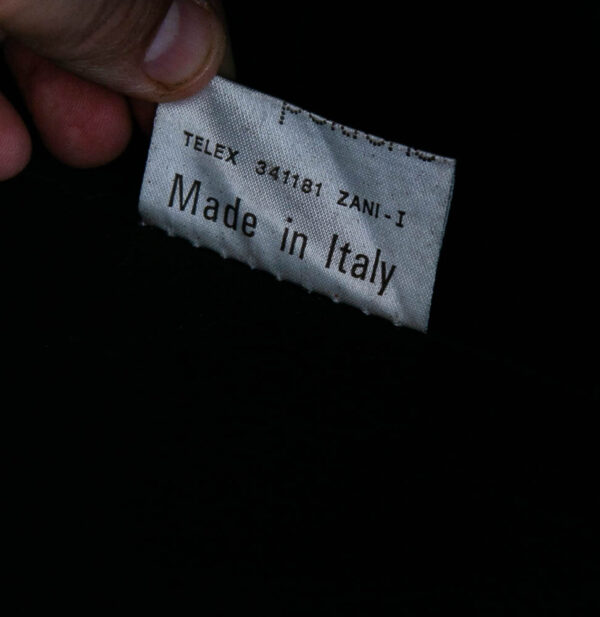 TELEX 341181 ZANI-I
Made in Italy